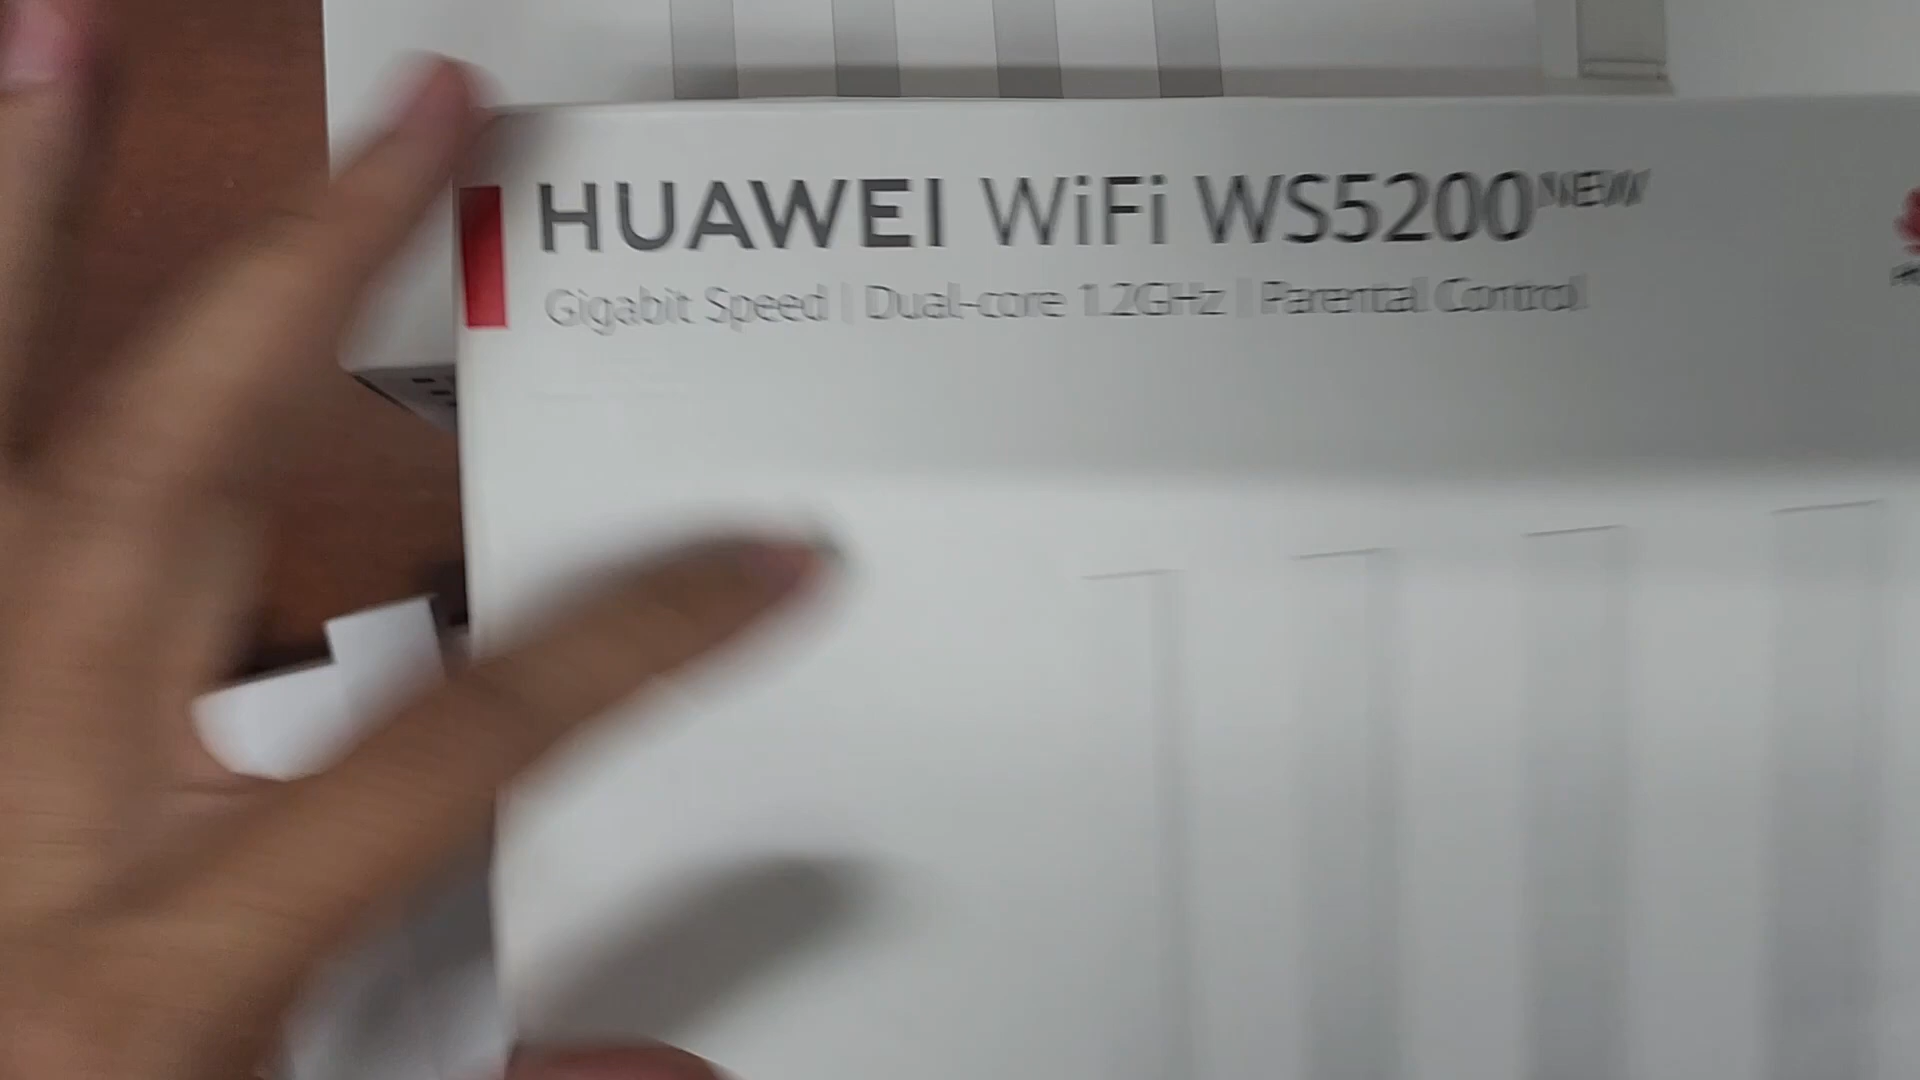 HUAWEI WiFi WS5200 NEW
Gigabit Speed | Dual-core 1.2GHz | Parental Control